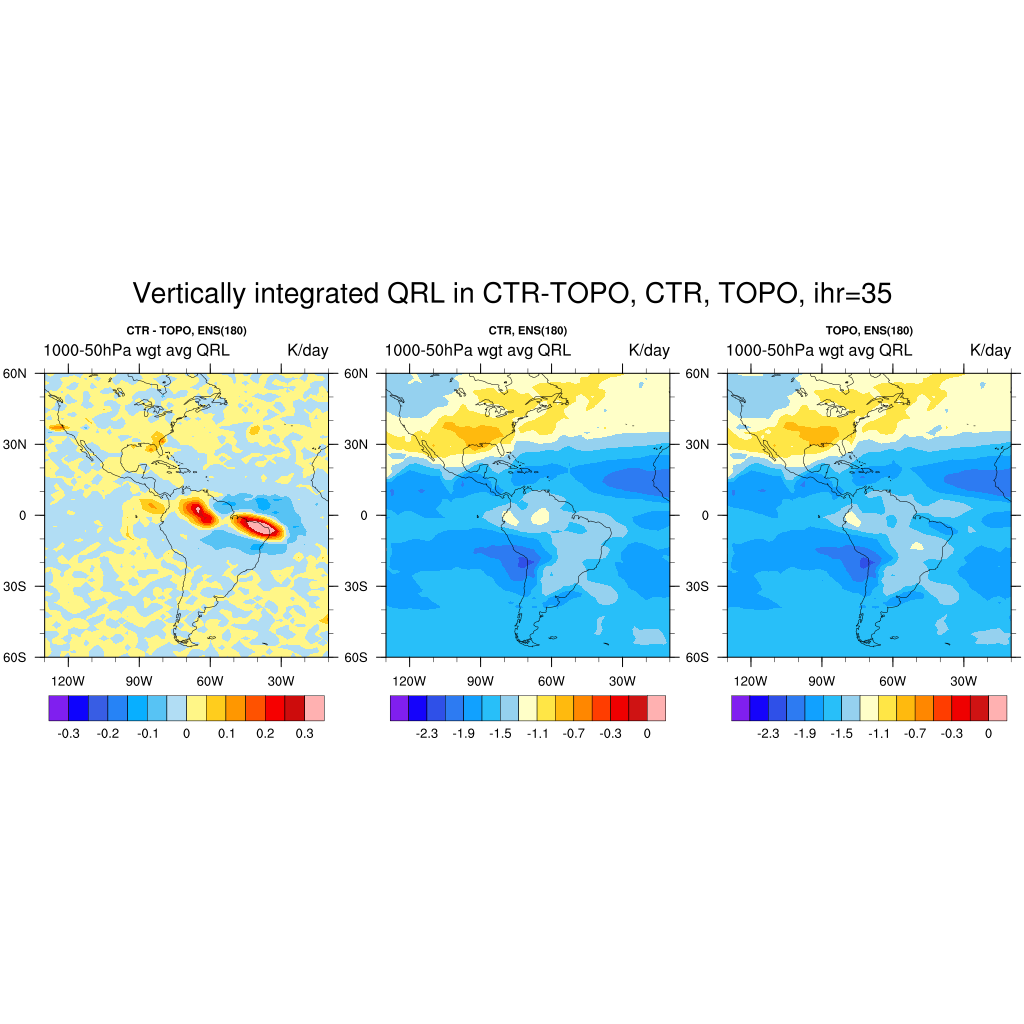 Vertically integrated QRL in CTR-TOPO, CTR, TOPO, ihr=35
CTR - TOPO, ENS(180)
1000-50hPa wgt avg QRL K/day
60N
30N
0
30S
60S
120W 90W 60W 30W
-0.3 -0.2 -0.1 0 0.1 0.2 0.3
CTR, ENS(180)
1000-50hPa wgt avg QRL K/day
60N
30N
0
30S
60S
120W 90W 60W 30W
-2.3 -1.9 -1.5 -1.1 -0.7 -0.3 0
TOPO, ENS(180)
1000-50hPa wgt avg QRL K/day
60N
30N
0
30S
60S
120W 90W 60W 30W
-2.3 -1.9 -1.5 -1.1 -0.7 -0.3 0